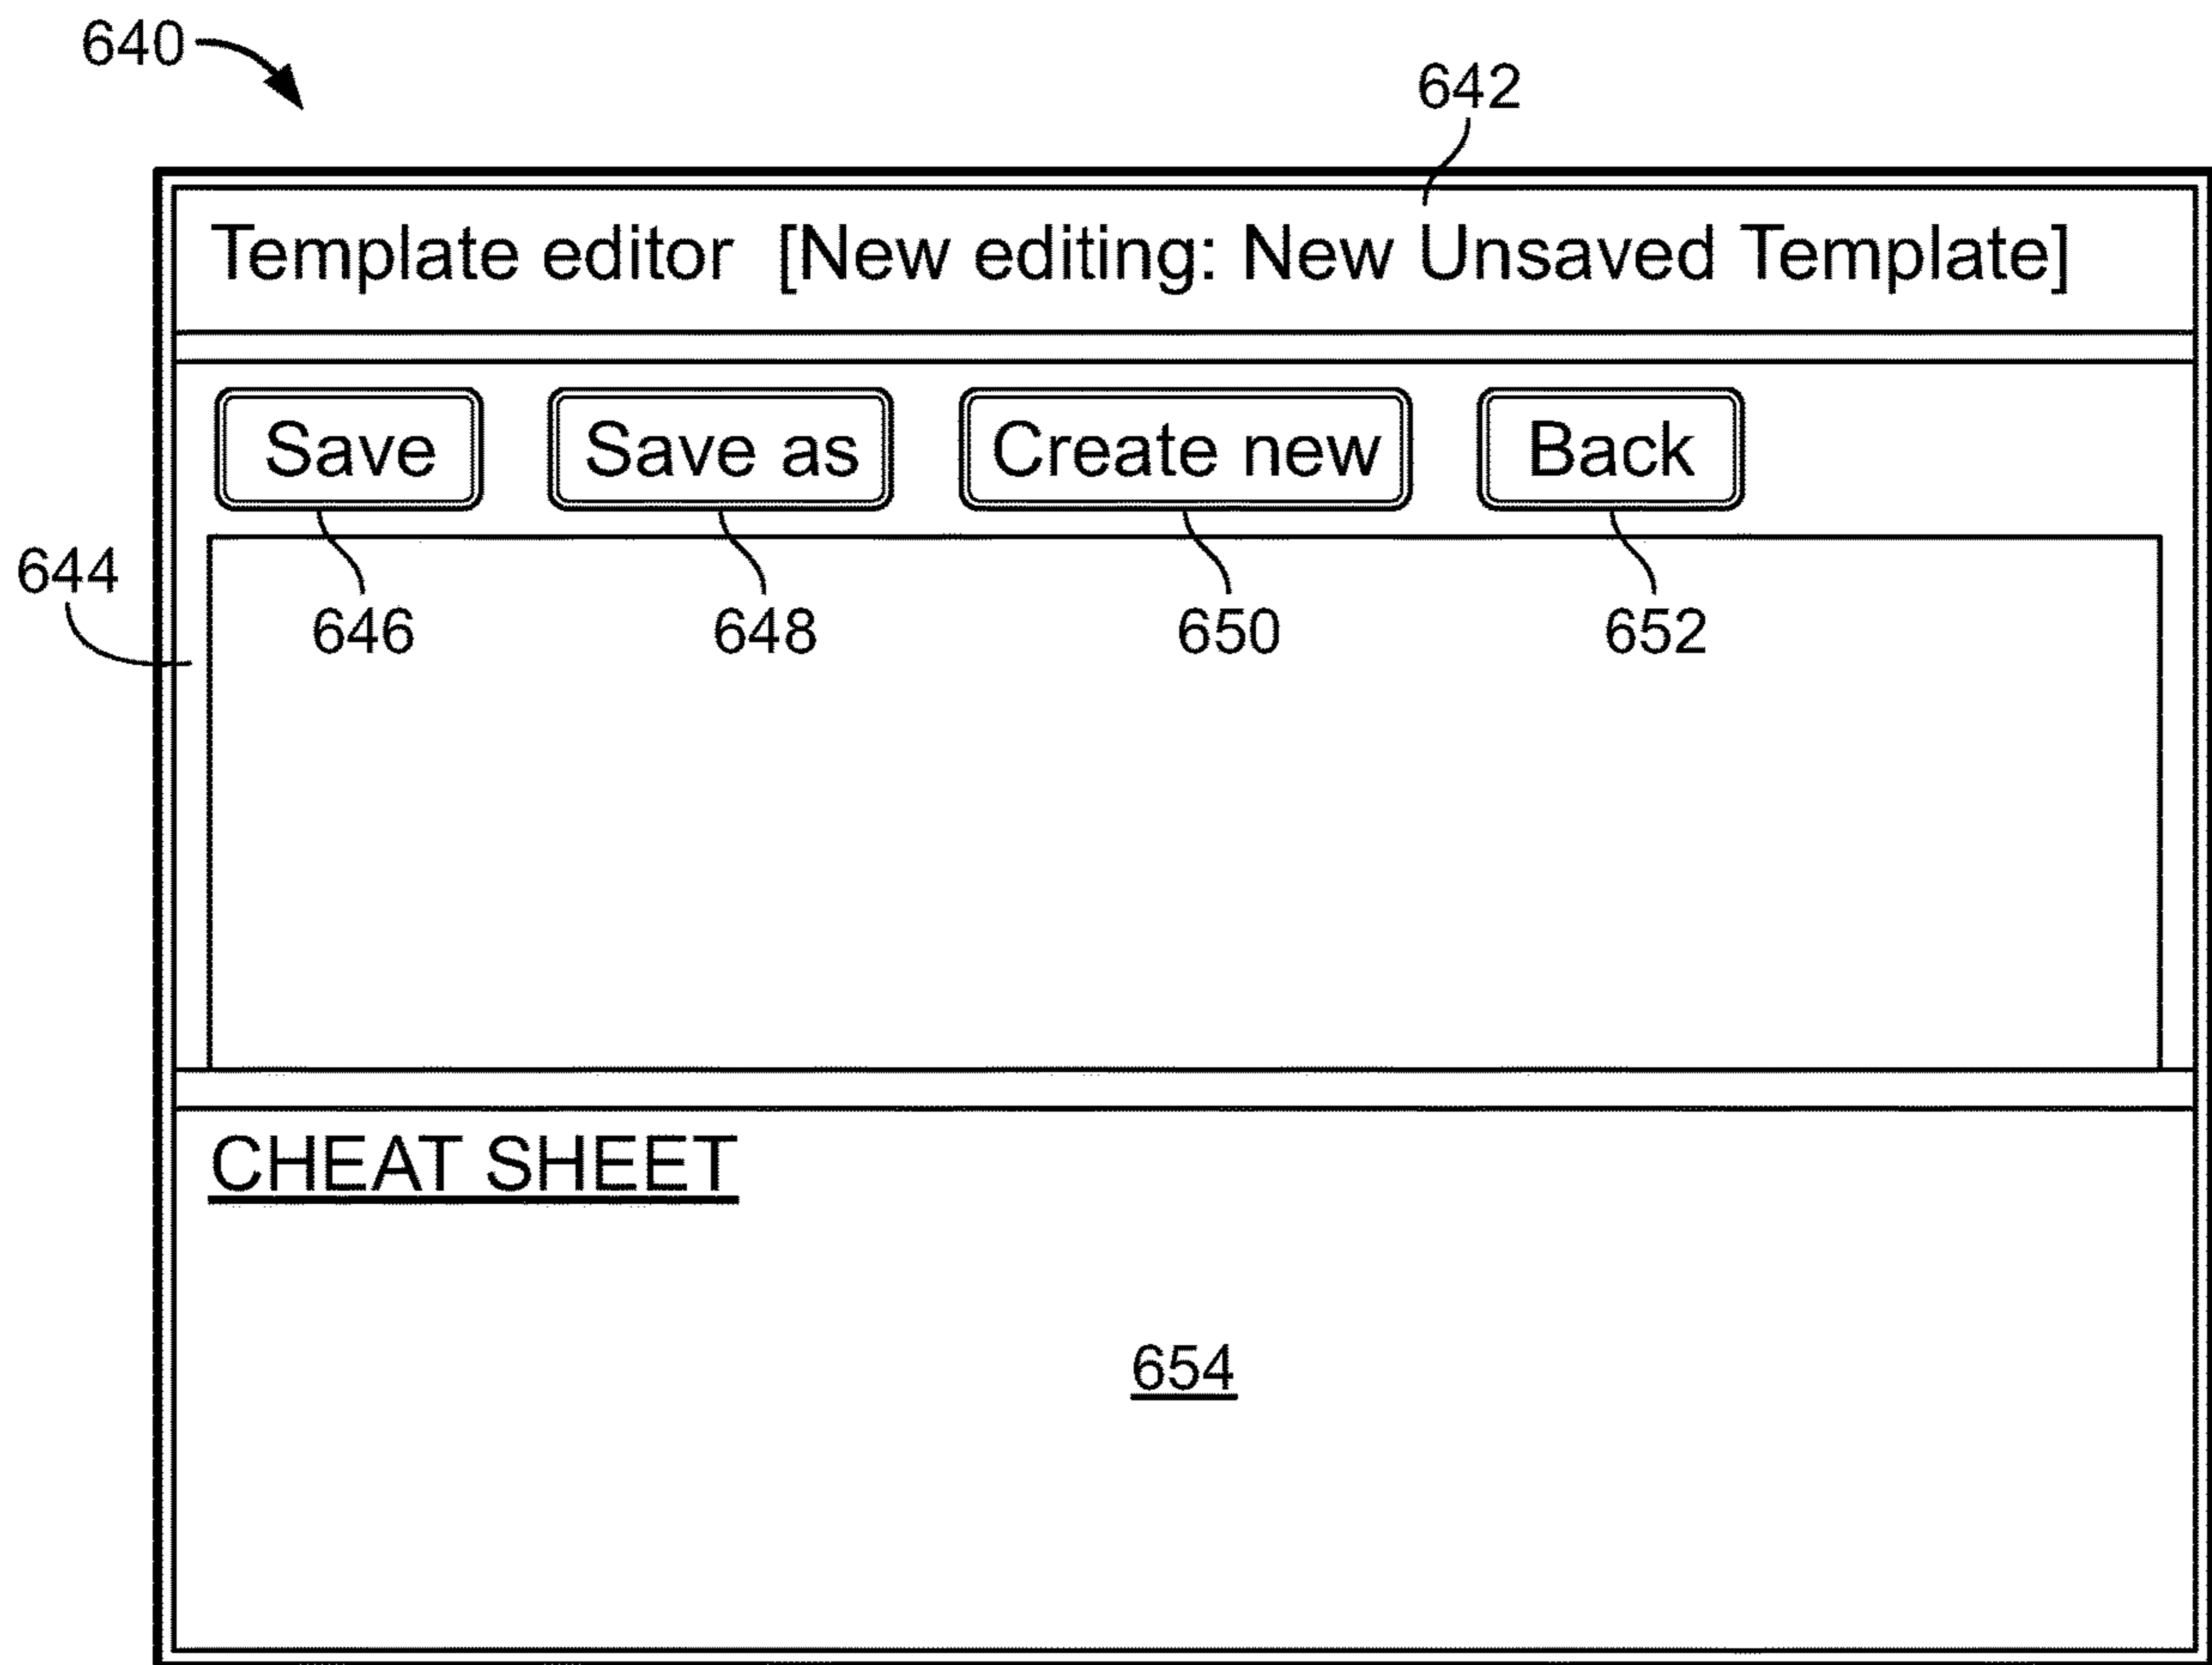 640
642
Template editor [New editing: New Unsaved Template]
Save Save as Create new Back
644
646 648 650 652
CHEAT SHEET
654